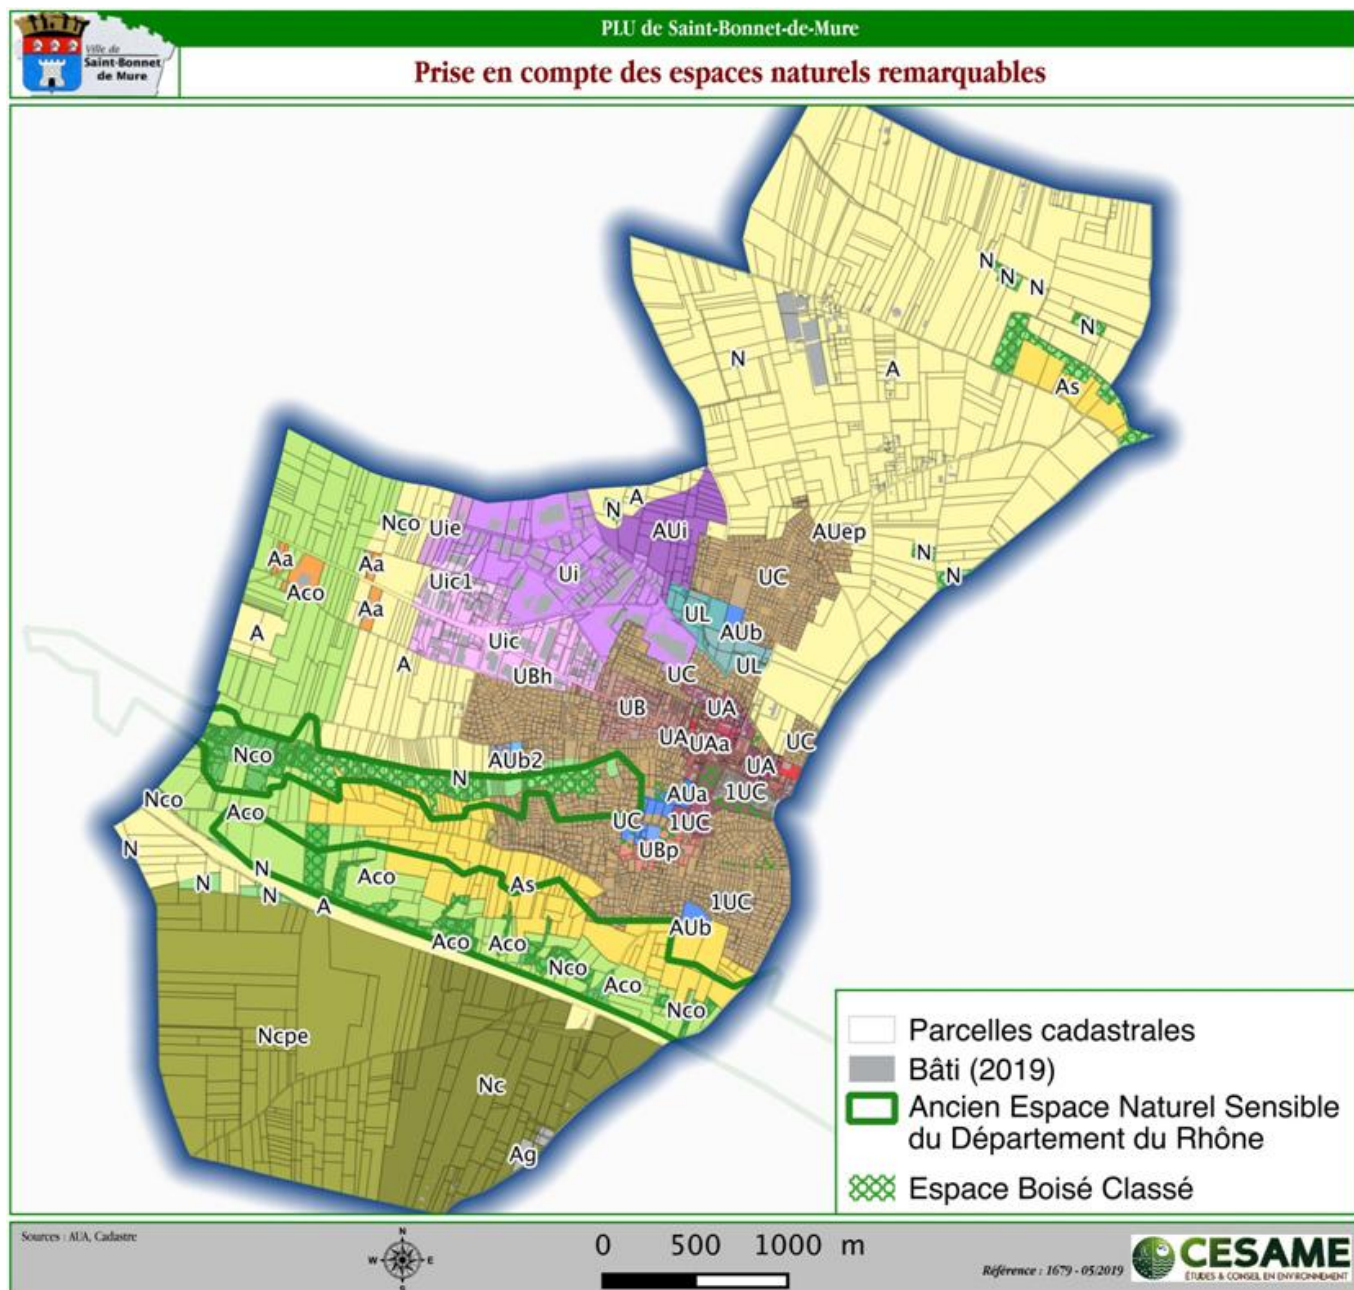 PLU de Saint-Bonnet-de-Mure
Ville de
Saint-Bonnet
de Mure
Prise en compte des espaces naturels remarquables
N
N
N
N
N
A
As
A
N
Nco
Uie
AUi
AUep
N
N
Aa
Aa
Ui
UC
Aco
Uic1
Aa
UL
AUb
A
Uic
A
UBh
UC
UL
UB
UA
UA
UAa
UC
Nco
AUb2
N
UA
AUa
1UC
Nco
Aco
UC
1UC
UBp
N
N
N
Aco
As
N
A
1UC
AUb
Aco
Aco
Nco
Aco
Nco
Ncpe
Nc
Ag
Parcelles cadastrales
Bâti (2019)
Ancien Espace Naturel Sensible
du Département du Rhône
Espace Boisé Classé
Sources : AUA, Cadastre
N
W
E
S
0 500 1000 m
Référence : 1679 - 05/2019
CESAME
ÉTUDES & CONSEIL EN ENVIRONNEMENT